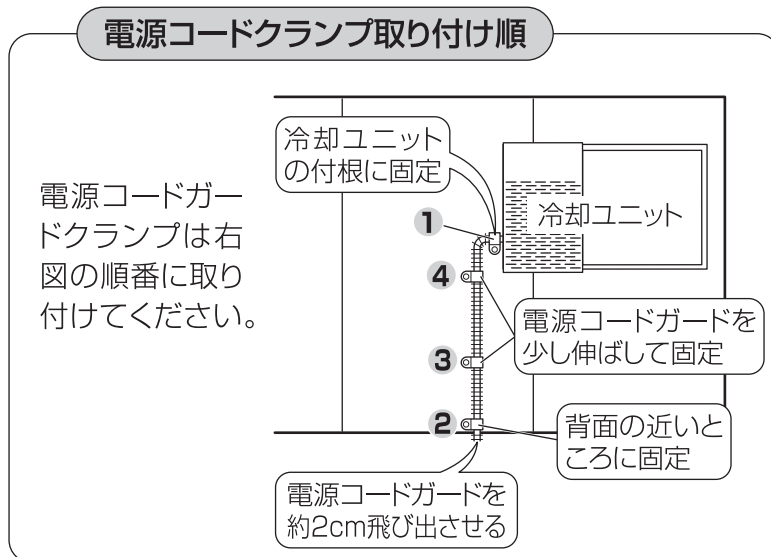 電源コードクランプ取り付け順
電源コードガー
ドクランプは右
図の順番に取り
付けてください。
冷却ユニット
の付根に固定
冷却ユニット
1
4
電源コードガードを
少し伸ばして固定
3
2
背面の近いと
ころに固定
電源コードガードを
約2cm飛び出させる